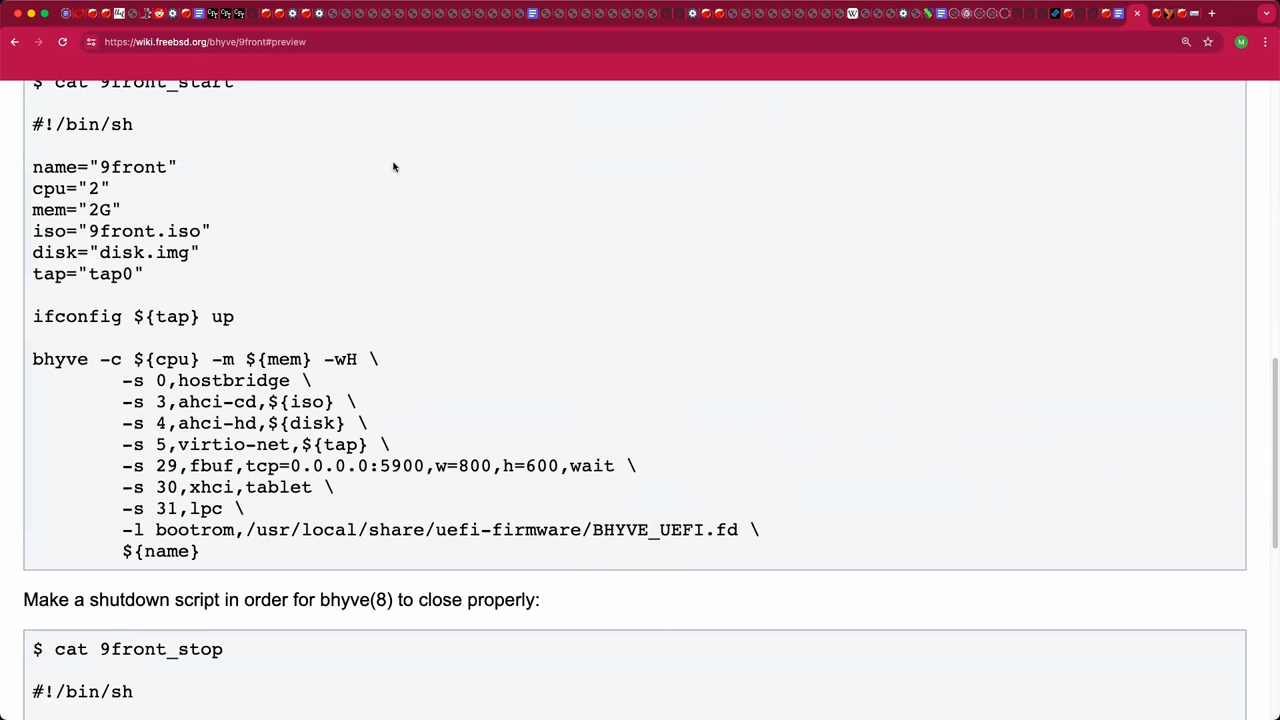 https://wiki.freebsd.org/bhyve/9front#preview
M
$ cat 9front_start
#!/bin/sh
name="9front"
cpu="2"
mem="2G"
iso="9front.iso"
disk="disk.img"
tap="tap0"
ifconfig ${tap} up
bhyve -c ${cpu} -m ${mem} -wH \
-s 0,hostbridge \
-s 3,ahci-cd,${iso} \
-s 4,ahci-hd,${disk} \
-s 5,virtio-net,${tap} \
-s 29,fbuf,tcp=0.0.0.0:5900,w=800,h=600,wait \
-s 30,xhci,tablet \
-s 31,lpc \
-l bootrom,/usr/local/share/uefi-firmware/BHYVE_UEFI.fd \
${name}
Make a shutdown script in order for bhyve(8) to close properly:
$ cat 9front_stop
#!/bin/sh